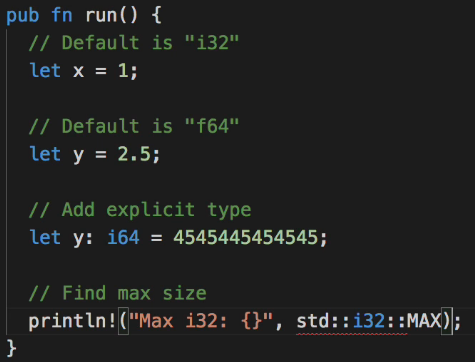 pub fn run() {
  // Default is "i32"
  let x = 1;

  // Default is "f64"
  let y = 2.5;

  // Add explicit type
  let y: i64 = 4545445454545;

  // Find max size
  println!("Max i32: {}", std::i32::MAX);
}